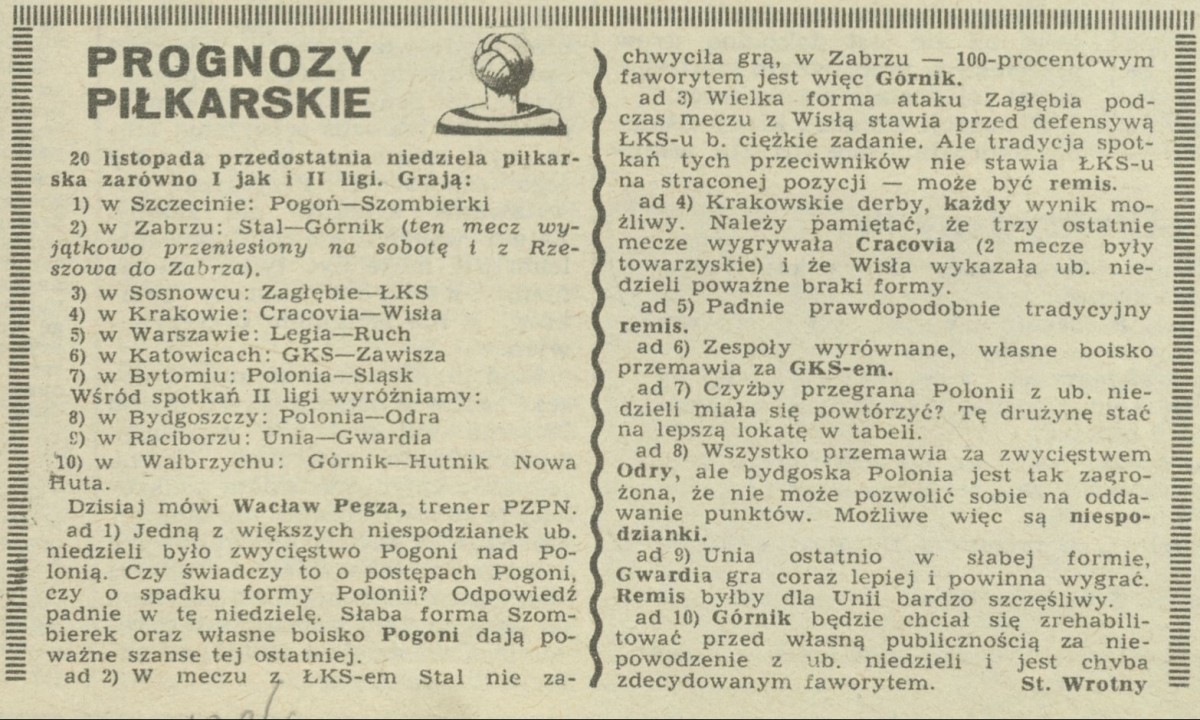 PROGNOZY
PIŁKARSKIE
20 listopada przedostatnia niedziela piłkar-
ska zarówno I jak i II ligi. Grają:
1) w Szczecinie: Pogoń—Szombierki
2) w Zabrzu: Stal—Górnik (ten mecz wy-
jątkowo przeniesiony na sobotę i z Rze-
szowa do Zabrza).
3) w Sosnowcu: Zagłębie—ŁKS
4) w Krakowie: Cracovia—Wisła
5) w Warszawie: Legia—Ruch
6) w Katowicach: GKS—Zawisza
7) w Bytomiu: Polonia—Sląsk
Wśród spotkań II ligi wyróżniamy:
8) w Bydgoszczy: Polonia—Odra
9) w Raciborzu: Unia—Gwardia
10) w Wałbrzychu: Górnik—Hutnik Nowa
Huta.
Dzisiaj mówi Wacław Pegza, trener PZPN.
ad 1) Jedną z większych niespodzianek ub.
niedzieli było zwycięstwo Pogoni nad Po-
lonią. Czy świadczy to o postępach Pogoni,
czy o spadku formy Polonii? Odpowiedź
padnie w tę niedzielę. Słaba forma Szom-
bierek oraz własne boisko Pogoni dają po-
ważne szanse tej ostatniej.
ad 2) W meczu z ŁKS-em Stal nie za-
chwyciła grą, w Zabrzu — 100-procentowym
faworytem jest więc Górnik.
ad 3) Wielka forma ataku Zagłębia pod-
czas meczu z Wisłą stawia przed defensywą
ŁKS-u b. ciężkie zadanie. Ale tradycja spot-
kań tych przeciwników nie stawia ŁKS-u
na straconej pozycji — może być remis.
ad 4) Krakowskie derby, każdy wynik mo-
żliwy. Należy pamiętać, że trzy ostatnie
mecze wygrywała Cracovia (2 mecze były
towarzyskie) i że Wisła wykazała ub. nie-
dzieli poważne braki formy.
ad 5) Padnie prawdopodobnie tradycyjny
remis.
ad 6) Zespoły wyrównane, własne boisko
przemawia za GKS-em.
ad 7) Czyżby przegrana Polonii z ub. nie-
dzieli miała się powtórzyć? Tę drużynę stać
na lepszą lokatę w tabeli.
ad 8) Wszystko przemawia za zwycięstwem
Odry, ale bydgoska Polonia jest tak zagro-
żona, że nie może pozwolić sobie na odda-
wanie punktów. Możliwe więc są niespo-
dzianki.
ad 9) Unia ostatnio w słabej formie,
Gwardia gra coraz lepiej i powinna wygrać.
Remis byłby dla Unii bardzo szczęśliwy.
ad 10) Górnik będzie chciał się zrehabili-
tować przed własną publicznością za nie-
powodzenie z ub. niedzieli i jest chyba
zdecydowanym faworytem. St. Wrotny